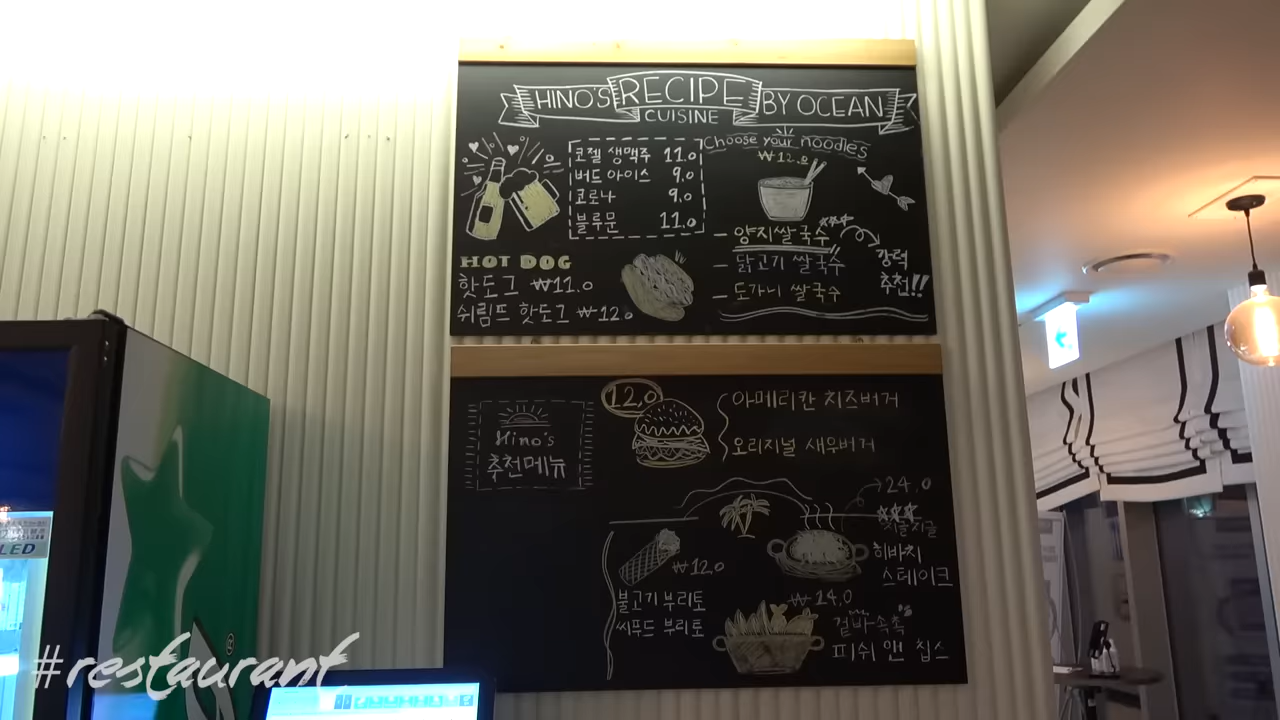 HINO'S RECIPE BY OCEAN
CUISINE
코젤 생맥주 11.0
버드 아이스 9.0
코로나 9.0
블루문 11.0
Choose your noodles
₩12.0
- 양지쌀국수
- 닭고기 쌀국수
- 도가니 쌀국수
강력
추천!!
HOT DOG
핫도그 ₩11.0
쉬림프 핫도그 ₩12.0
Hino's
추천메뉴
12.0
아메리칸 치즈버거
오리지널 새우버거
24.0
지글지글
히바치
스테이크
₩12.0
불고기 부리토
씨푸드 부리토
₩14.0
겉바속촉's
피쉬 앤 칩스
LED
#restaurant